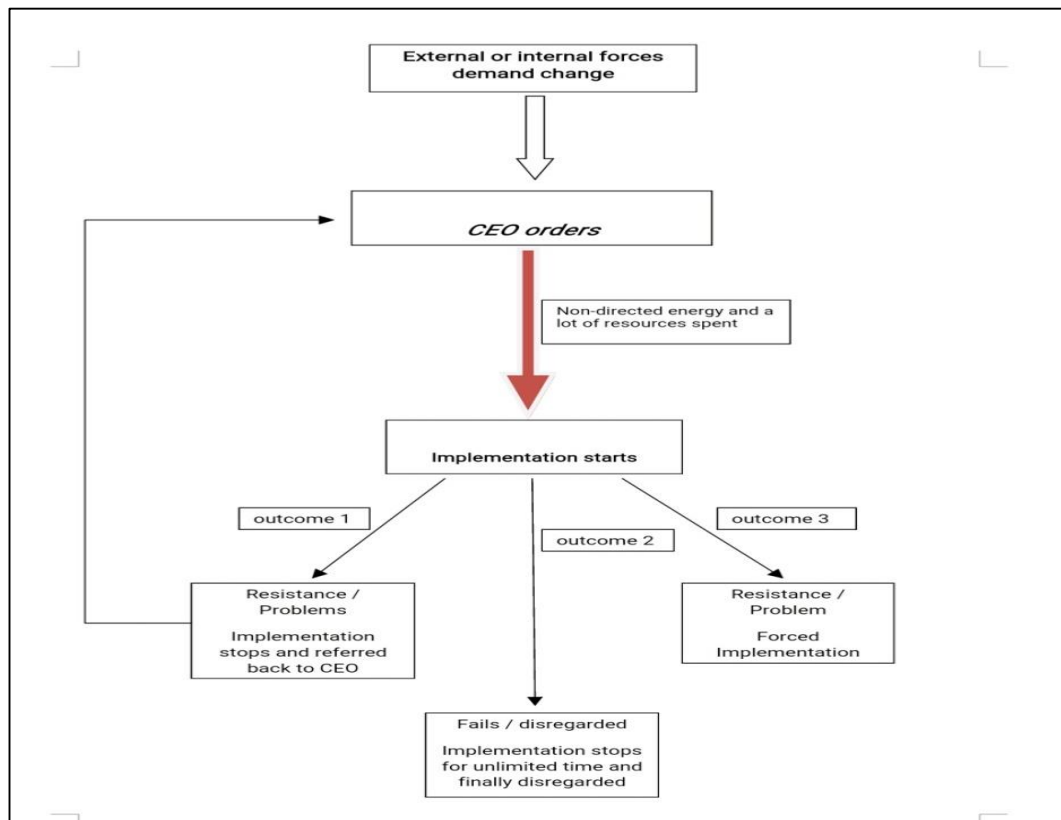 External or internal forces
demand change
CEO orders
Non-directed energy and a
lot of resources spent
Implementation starts
outcome 1
outcome 2
outcome 3
Resistance /
Problems
Implementation
stops and referred
back to CEO
Fails / disregarded
Implementation stops
for unlimited time and
finally disregarded
Resistance /
Problem
Forced
Implementation